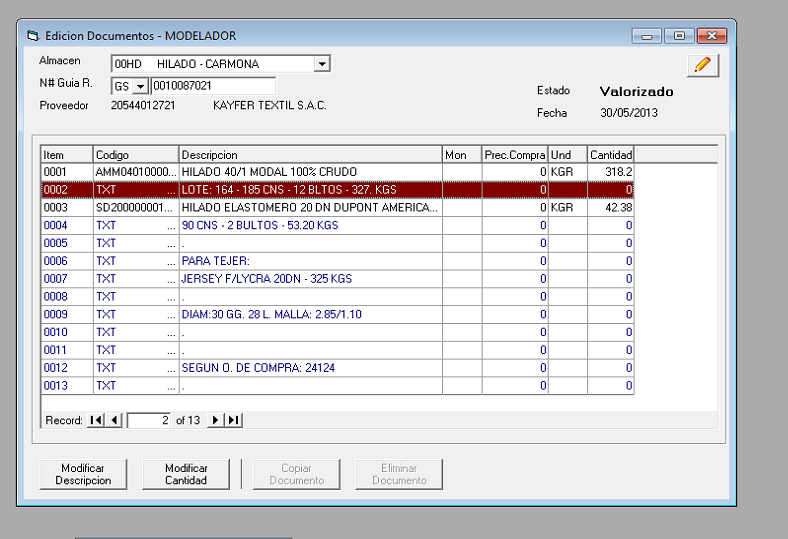 Edicion Documentos - MODELADOR
Almacen 00HD HILADO - CARMONA
N# Guia R. GS 0010087021
Proveedor 20544012721 KAYFER TEXTIL S.A.C.
Estado Valorizado
Fecha 30/05/2013
Item Codigo Descripcion Mon Prec.Compra Und Cantidad
0001 AMM04010000... HILADO 40/1 MODAL 100% CRUDO 0 KGR 318.2
0002 TXT ... LOTE: 164 - 185 CNS - 12 BLTOS - 327. KGS 0 0
0003 SD200000001... HILADO ELASTOMERO 20 DN DUPONT AMERICA... 0 KGR 42.38
0004 TXT ... 90 CNS - 2 BULTOS - 53.20 KGS 0 0
0005 TXT ... . 0 0
0006 TXT ... PARA TEJER: 0 0
0007 TXT ... JERSEY F/LYCRA 20DN - 325 KGS 0 0
0008 TXT ... . 0 0
0009 TXT ... DIAM:30 GG. 28 L. MALLA: 2.85/1.10 0 0
0010 TXT ... . 0 0
0011 TXT ... . 0 0
0012 TXT ... SEGUN O. DE COMPRA: 24124 0 0
0013 TXT ... . 0 0
Record: 2 of 13
Modificar Descripcion
Modificar Cantidad
Copiar Documento
Eliminar Documento